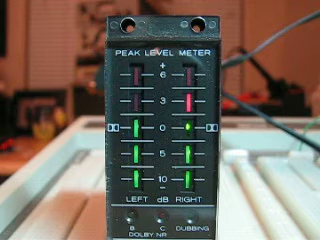 PEAK LEVEL METER
+
6
3
0
5
10
-
LEFT dB RIGHT
B C DUBBING
DOLBY NR